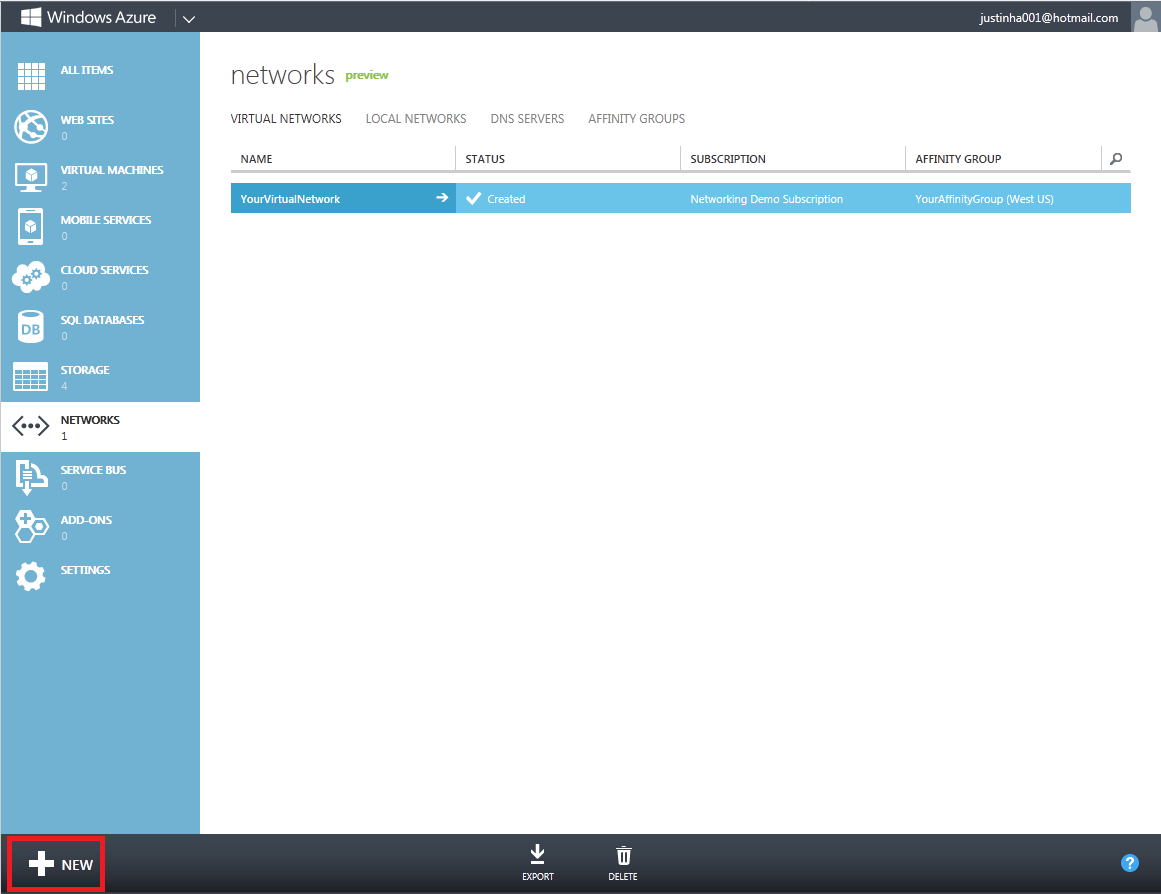 Windows Azure
justinha001@hotmail.com
ALL ITEMS
WEB SITES
0
VIRTUAL MACHINES
2
MOBILE SERVICES
0
CLOUD SERVICES
0
DB
SQL DATABASES
0
STORAGE
4
NETWORKS
1
SERVICE BUS
0
ADD-ONS
0
SETTINGS
networks preview
VIRTUAL NETWORKS LOCAL NETWORKS DNS SERVERS AFFINITY GROUPS
NAME STATUS SUBSCRIPTION AFFINITY GROUP
YourVirtualNetwork Created Networking Demo Subscription YourAffinityGroup (West US)
NEW
EXPORT
DELETE
?